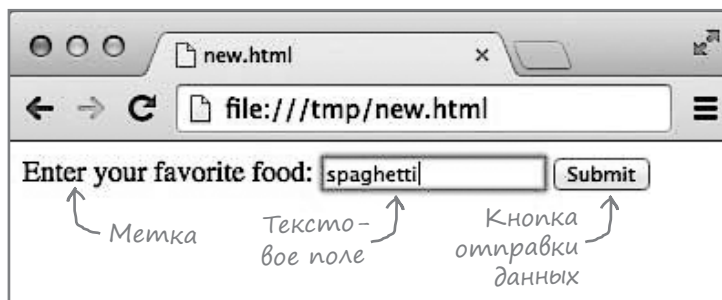 new.html ×
file:///tmp/new.html
Enter your favorite food: spaghetti Submit
Метка
Тексто-
вое поле
Кнопка
отправки
данных